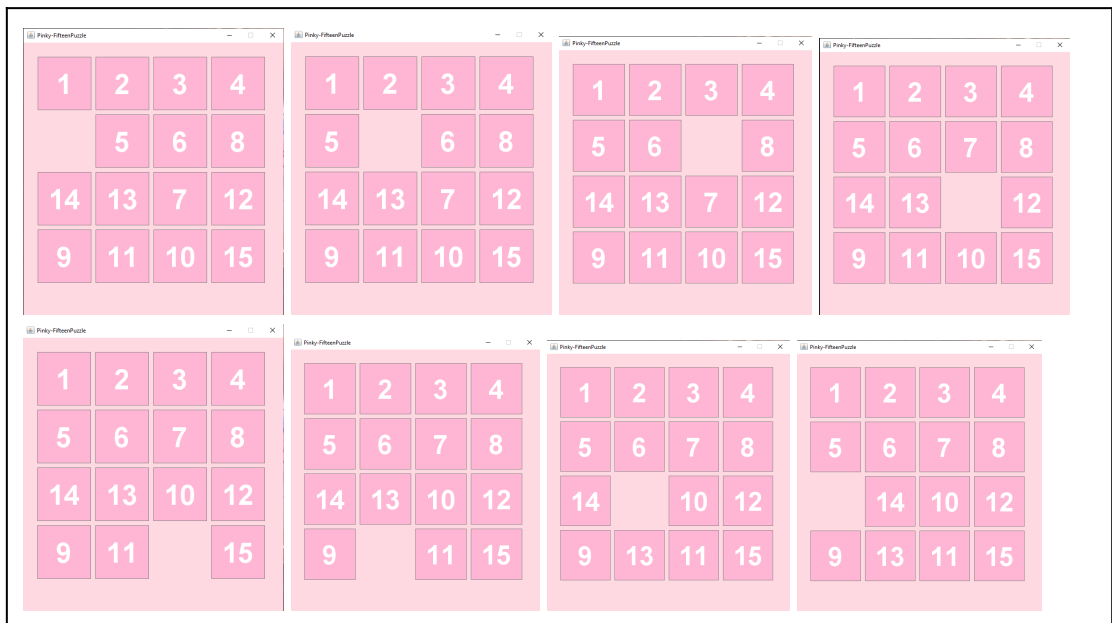 Pinky-FifteenPuzzle
1 2 3 4
5 6 8
14 13 7 12
9 11 10 15
Pinky-FifteenPuzzle
1 2 3 4
5 6 8
14 13 7 12
9 11 10 15
Pinky-FifteenPuzzle
1 2 3 4
5 6 8
14 13 7 12
9 11 10 15
Pinky-FifteenPuzzle
1 2 3 4
5 6 7 8
14 13 12
9 11 10 15
Pinky-FifteenPuzzle
1 2 3 4
5 6 7 8
14 13 10 12
9 11 15
Pinky-FifteenPuzzle
1 2 3 4
5 6 7 8
14 13 10 12
9 11 15
Pinky-FifteenPuzzle
1 2 3 4
5 6 7 8
14 10 12
9 13 11 15
Pinky-FifteenPuzzle
1 2 3 4
5 6 7 8
14 10 12
9 13 11 15